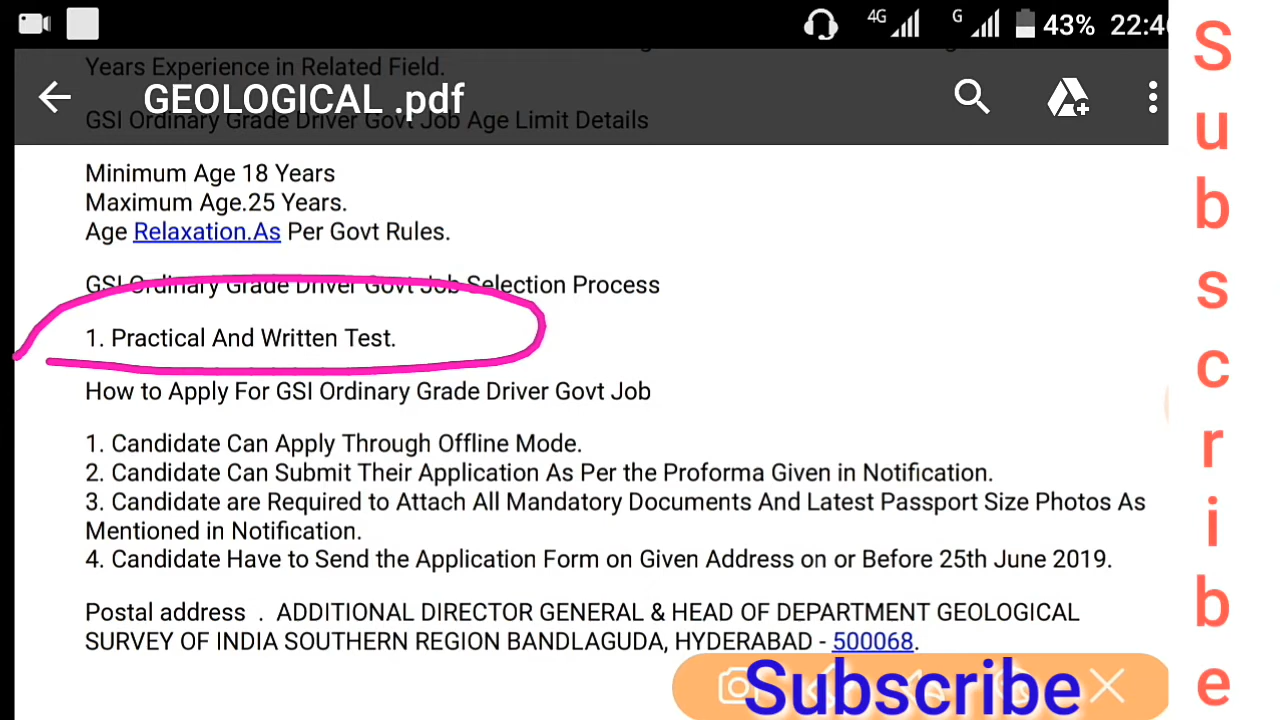 4G G 43% 22:46
Years Experience in Related Field.
GEOLOGICAL .pdf
GSI Ordinary Grade Driver Govt Job Age Limit Details
Minimum Age 18 Years
Maximum Age.25 Years.
Age Relaxation.As Per Govt Rules.
GSI Ordinary Grade Driver Govt Job Selection Process
1. Practical And Written Test.
How to Apply For GSI Ordinary Grade Driver Govt Job
1. Candidate Can Apply Through Offline Mode.
2. Candidate Can Submit Their Application As Per the Proforma Given in Notification.
3. Candidate are Required to Attach All Mandatory Documents And Latest Passport Size Photos As
Mentioned in Notification.
4. Candidate Have to Send the Application Form on Given Address on or Before 25th June 2019.
Postal address . ADDITIONAL DIRECTOR GENERAL & HEAD OF DEPARTMENT GEOLOGICAL
SURVEY OF INDIA SOUTHERN REGION BANDLAGUDA, HYDERABAD - 500068.
Subscribe
Subscribe